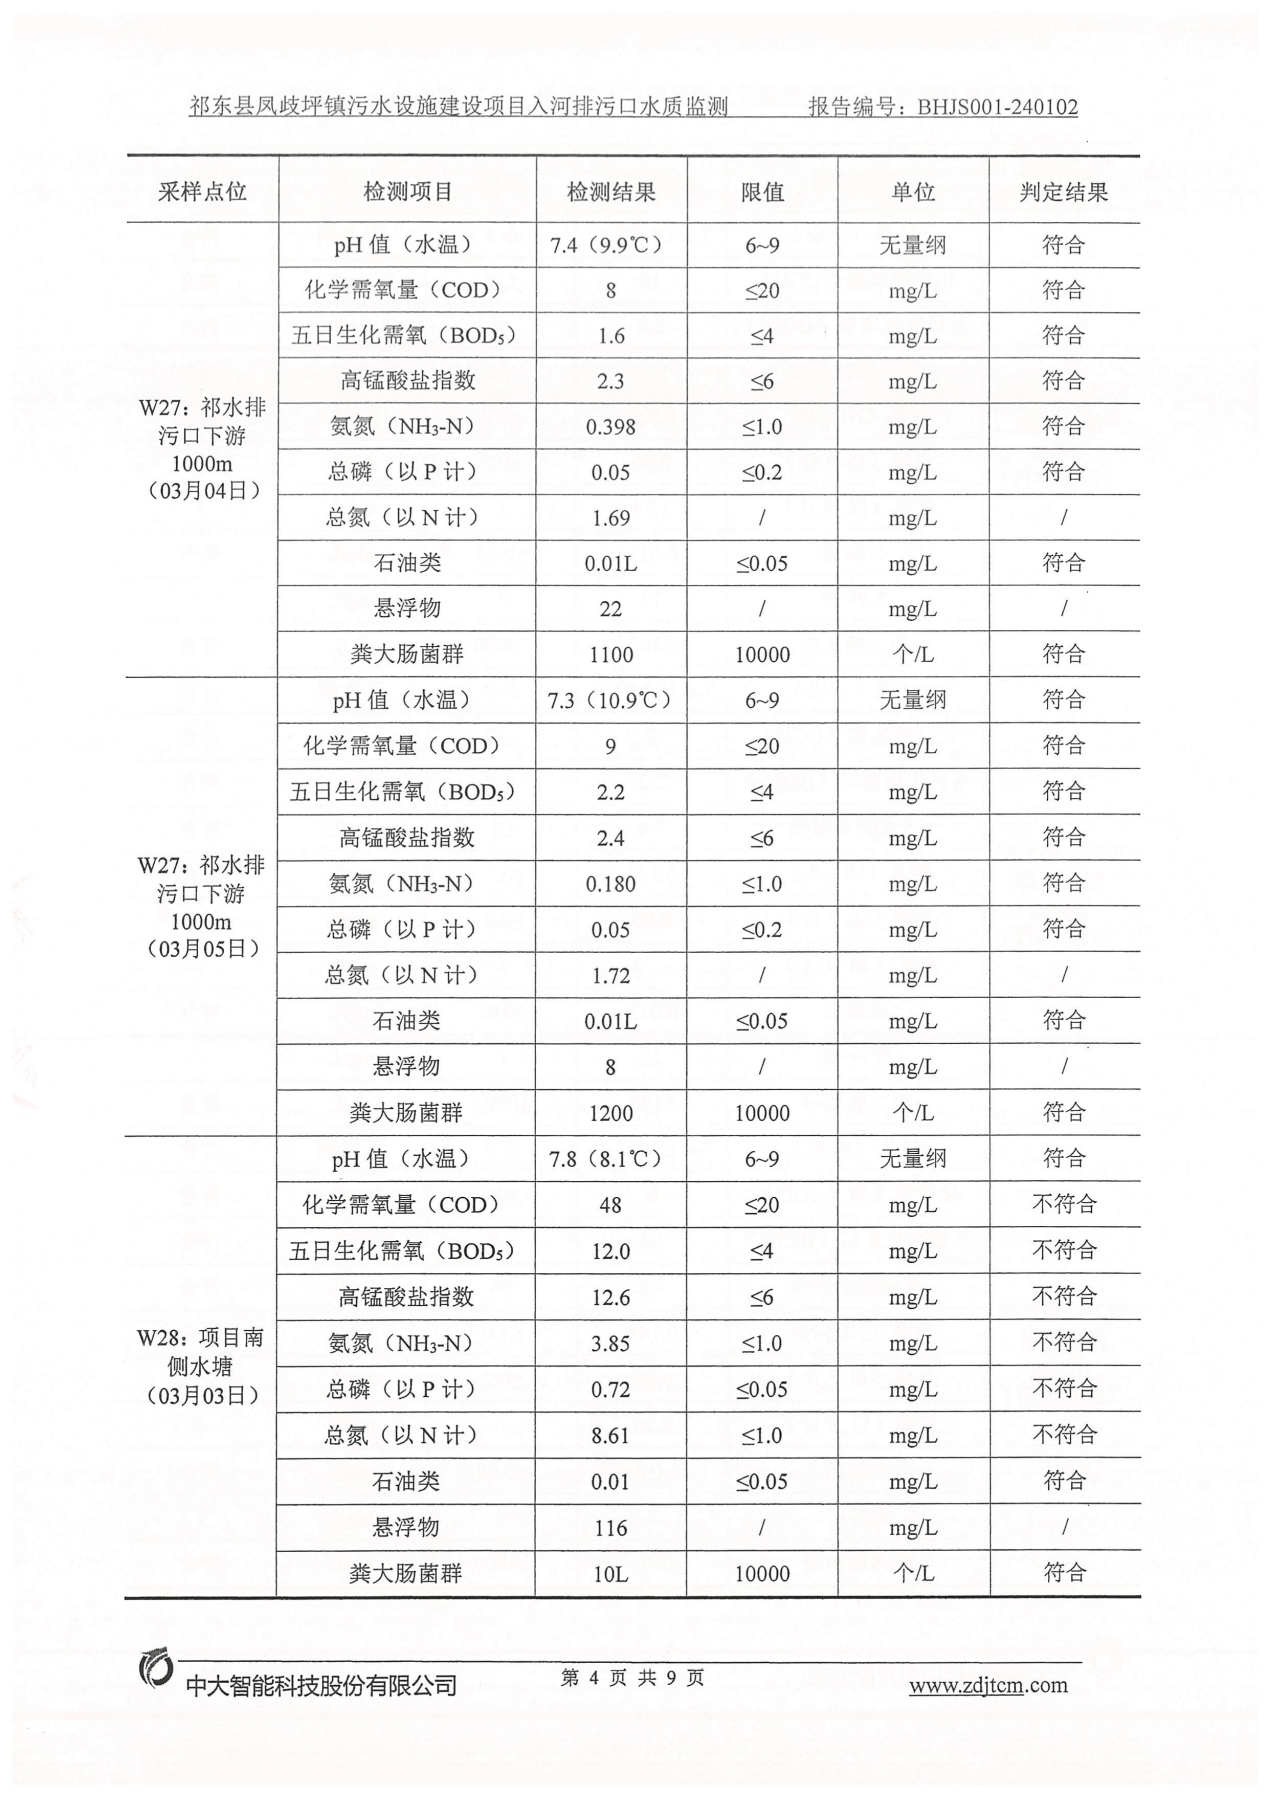 祁东县凤歧坪镇污水设施建设项目入河排污口水质监测 报告编号：BHJS001-240102
采样点位 检测项目 检测结果 限值 单位 判定结果
W27：祁水排
污口下游
1000m
（03月04日）
pH 值（水温） 7.4（9.9℃） 6~9 无量纲 符合
化学需氧量（COD） 8 ≤20 mg/L 符合
五日生化需氧（BOD₅） 1.6 ≤4 mg/L 符合
高锰酸盐指数 2.3 ≤6 mg/L 符合
氨氮（NH₃-N） 0.398 ≤1.0 mg/L 符合
总磷（以 P 计） 0.05 ≤0.2 mg/L 符合
总氮（以 N 计） 1.69 / mg/L /
石油类 0.01L ≤0.05 mg/L 符合
悬浮物 22 / mg/L /
粪大肠菌群 1100 10000 个/L 符合
W27：祁水排
污口下游
1000m
（03月05日）
pH 值（水温） 7.3（10.9℃） 6~9 无量纲 符合
化学需氧量（COD） 9 ≤20 mg/L 符合
五日生化需氧（BOD₅） 2.2 ≤4 mg/L 符合
高锰酸盐指数 2.4 ≤6 mg/L 符合
氨氮（NH₃-N） 0.180 ≤1.0 mg/L 符合
总磷（以 P 计） 0.05 ≤0.2 mg/L 符合
总氮（以 N 计） 1.72 / mg/L /
石油类 0.01L ≤0.05 mg/L 符合
悬浮物 8 / mg/L /
粪大肠菌群 1200 10000 个/L 符合
W28：项目南
侧水塘
（03月03日）
pH 值（水温） 7.8（8.1℃） 6~9 无量纲 符合
化学需氧量（COD） 48 ≤20 mg/L 不符合
五日生化需氧（BOD₅） 12.0 ≤4 mg/L 不符合
高锰酸盐指数 12.6 ≤6 mg/L 不符合
氨氮（NH₃-N） 3.85 ≤1.0 mg/L 不符合
总磷（以 P 计） 0.72 ≤0.05 mg/L 不符合
总氮（以 N 计） 8.61 ≤1.0 mg/L 不符合
石油类 0.01 ≤0.05 mg/L 符合
悬浮物 116 / mg/L /
粪大肠菌群 10L 10000 个/L 符合
中大智能科技股份有限公司 第 4 页 共 9 页 www.zdjtcm.com